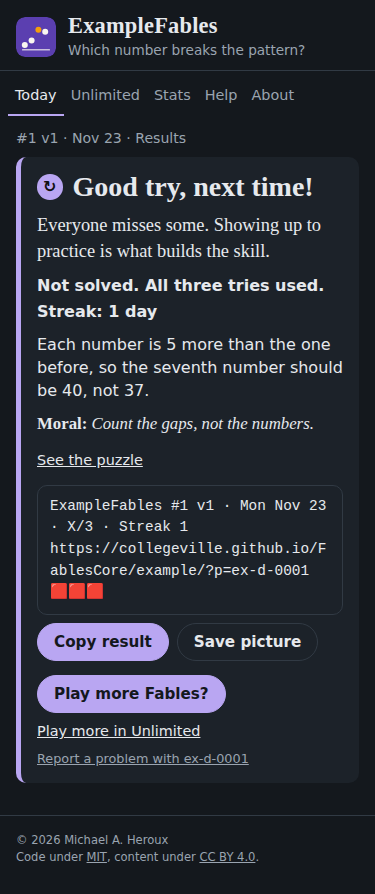 ExampleFables
Which number breaks the pattern?
Today Unlimited Stats Help About
#1 v1 · Nov 23 · Results
↻ Good try, next time!
Everyone misses some. Showing up to
practice is what builds the skill.
Not solved. All three tries used.
Streak: 1 day
Each number is 5 more than the one
before, so the seventh number should
be 40, not 37.
Moral: Count the gaps, not the numbers.
See the puzzle
ExampleFables #1 v1 · Mon Nov 23
· X/3 · Streak 1
https://collegeville.github.io/F
ablesCore/example/?p=ex-d-0001
🟥🟥🟥
Copy result Save picture
Play more Fables?
Play more in Unlimited
Report a problem with ex-d-0001
© 2026 Michael A. Heroux
Code under MIT, content under CC BY 4.0.